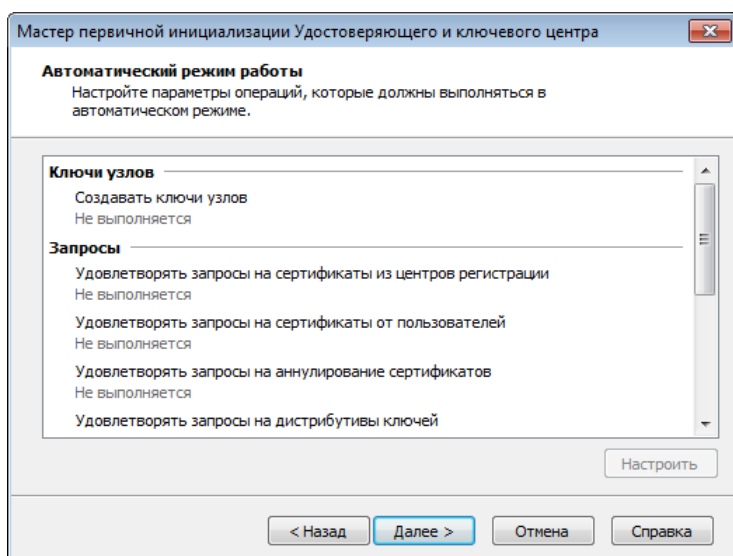 Мастер первичной инициализации Удостоверяющего и ключевого центра
Автоматический режим работы
Настройте параметры операций, которые должны выполняться в
автоматическом режиме.
Ключи узлов
Создавать ключи узлов
Не выполняется
Запросы
Удовлетворять запросы на сертификаты из центров регистрации
Не выполняется
Удовлетворять запросы на сертификаты от пользователей
Не выполняется
Удовлетворять запросы на аннулирование сертификатов
Не выполняется
Удовлетворять запросы на дистрибутивы ключей
Настроить
< Назад Далее > Отмена Справка